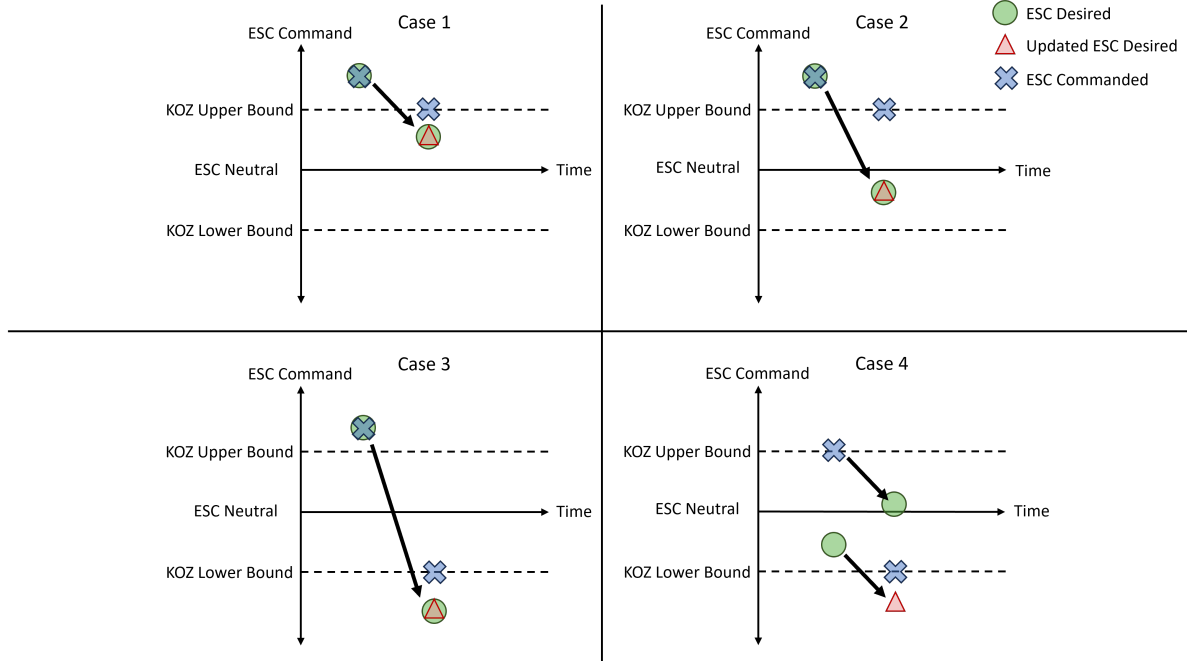 Case 1
ESC Command
KOZ Upper Bound
ESC Neutral
Time
KOZ Lower Bound
Case 2
ESC Command
KOZ Upper Bound
ESC Neutral
Time
KOZ Lower Bound
ESC Desired
Updated ESC Desired
ESC Commanded
Case 3
ESC Command
KOZ Upper Bound
ESC Neutral
Time
KOZ Lower Bound
Case 4
ESC Command
KOZ Upper Bound
ESC Neutral
Time
KOZ Lower Bound